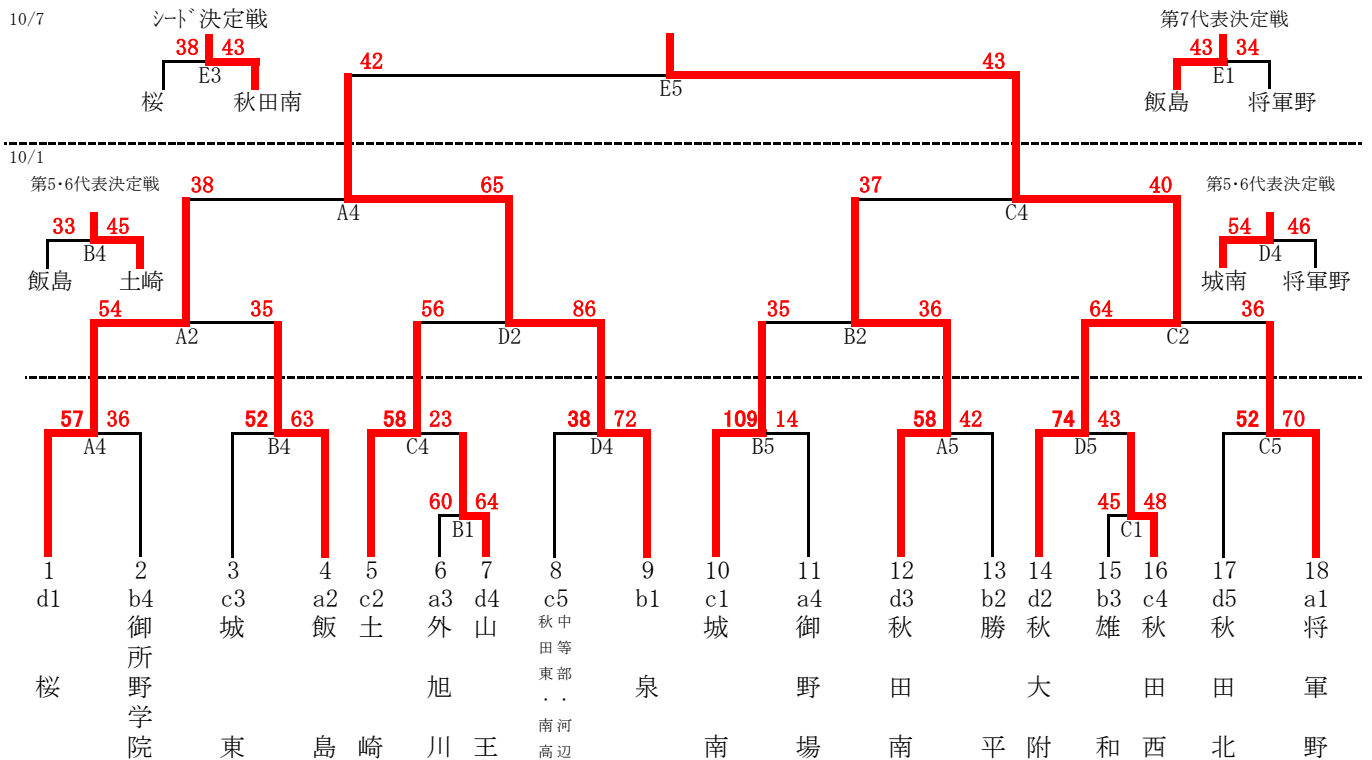 10/7
シード決定戦
第7代表決定戦
38 43
E3
桜 秋田南
42 43
E5
43 34
E1
飯島 将軍野
10/1
第5・6代表決定戦
第5・6代表決定戦
33 45
B4
飯島 土崎
38 65
A4
37 40
C4
54 46
D4
城南 将軍野
54 35
A2
56 86
D2
35 36
B2
64 36
C2
57 36
A4
52 63
B4
58 23
C4
38 72
D4
109 14
B5
58 42
A5
74 43
D5
52 70
C5
60 64
B1
45 48
C1
1 2 3 4 5 6 7 8 9 10 11 12 13 14 15 16 17 18
d1 b4 c3 a2 c2 a3 d4 c5 b1 c1 a4 d3 b2 d2 b3 c4 d5 a1
桜
御所野学院
城東
飯島
土崎
外旭川
山王
秋田東・南高
中等部・河辺
泉
城南
御野場
秋田南
勝平
秋大附
雄和
秋田西
秋田北
将軍野